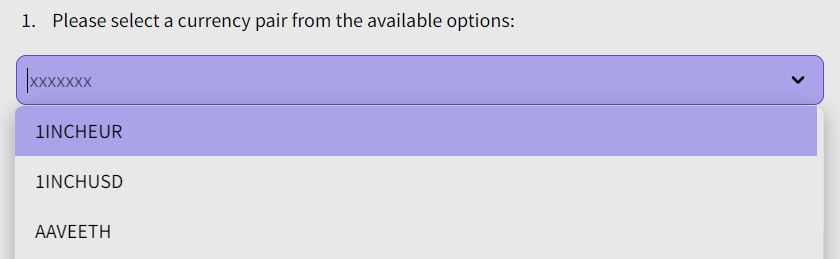 1. Please select a currency pair from the available options:
xxxxxxx
1INCHEUR
1INCHUSD
AAVEETH